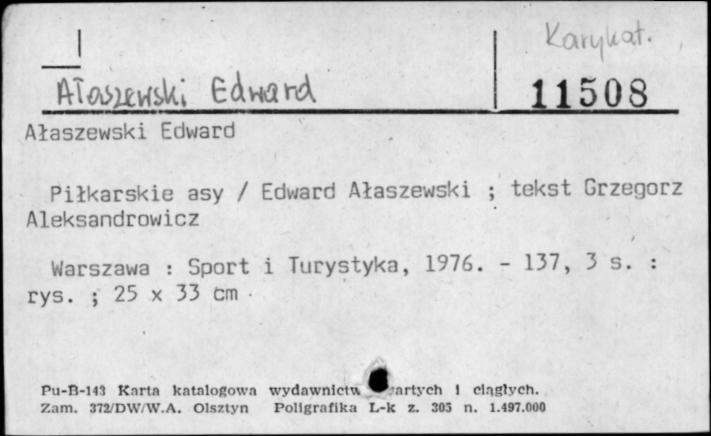 Karykat.
Ałaszewski Edward
11508
Ałaszewski Edward
Piłkarskie asy / Edward Ałaszewski ; tekst Grzegorz
Aleksandrowicz
Warszawa : Sport i Turystyka, 1976. - 137, 3 s. :
rys. ; 25 x 33 cm
Pu-B-143 Karta katalogowa wydawnictw i ciągłych.
Zam. 372/DW/W.A. Olsztyn Poligrafika L-k z. 305 n. 1.497.000